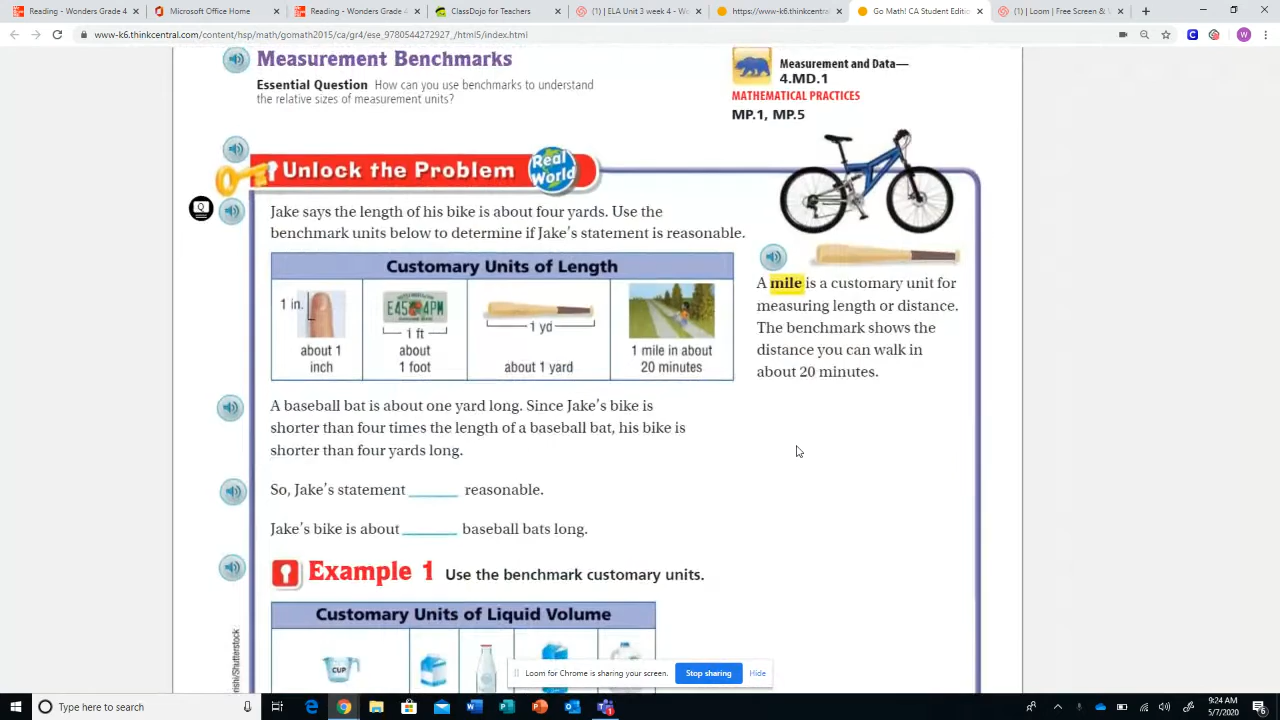 Reading - Wonders Grade 4
Microsoft Office Home
Reading - Wonders Grade 4
ClassDojo for Teachers
(1) | ELA Unit 3 week 4 - W
https://www-k6.thinkcentral.com
Go Math! CA Student Editi
(1) | Loom | Free Screen &
www-k6.thinkcentral.com/content/hsp/math/gomath2015/ca/gr4/ese_9780544272927_/html5/index.html
W
Measurement Benchmarks
Essential Question How can you use benchmarks to understand
the relative sizes of measurement units?
Measurement and Data—
4.MD.1
MATHEMATICAL PRACTICES
MP.1, MP.5
Unlock the Problem
Real World
Jake says the length of his bike is about four yards. Use the
benchmark units below to determine if Jake's statement is reasonable.
Customary Units of Length
1 in.
E45 4PM
1 ft
1 yd
about 1 inch
about 1 foot
about 1 yard
1 mile in about 20 minutes
A mile is a customary unit for
measuring length or distance.
The benchmark shows the
distance you can walk in
about 20 minutes.
A baseball bat is about one yard long. Since Jake's bike is
shorter than four times the length of a baseball bat, his bike is
shorter than four yards long.
So, Jake's statement ______ reasonable.
Jake's bike is about ______ baseball bats long.
Example 1 Use the benchmark customary units.
Customary Units of Liquid Volume
CUP
Loom for Chrome is sharing your screen.
Stop sharing
Hide
Type here to search
9:24 AM
5/7/2020